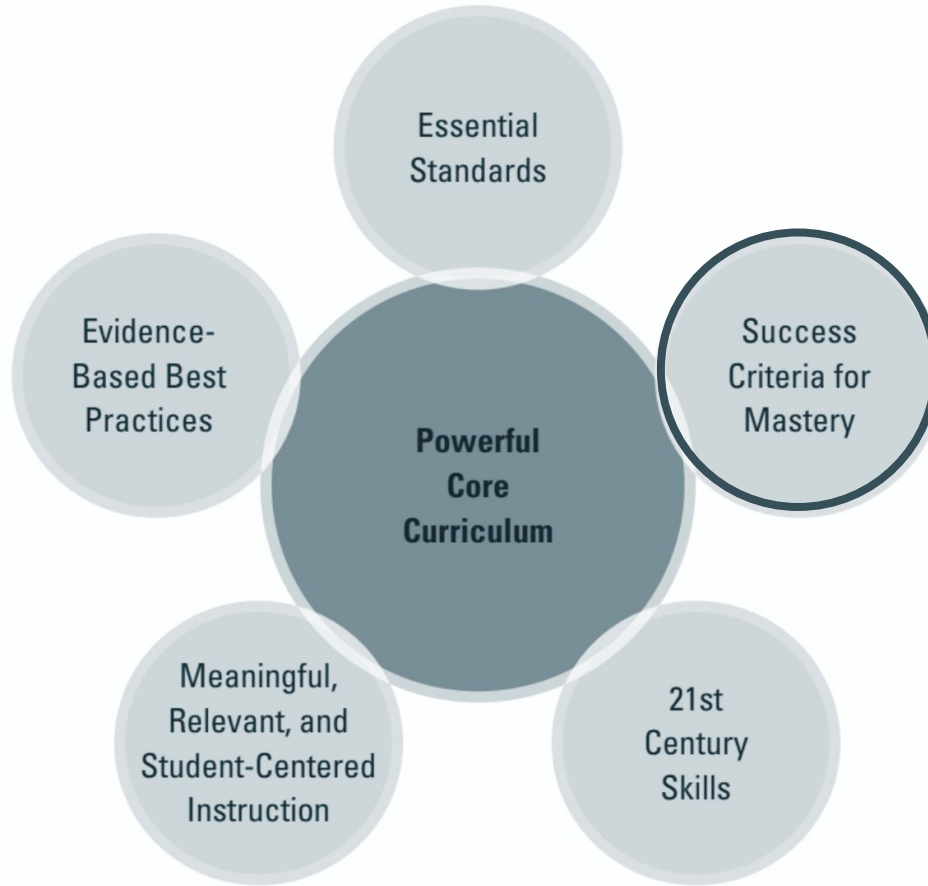 Essential
Standards
Evidence-
Based Best
Practices
Success
Criteria for
Mastery
Powerful
Core
Curriculum
Meaningful,
Relevant, and
Student-Centered
Instruction
21st
Century
Skills